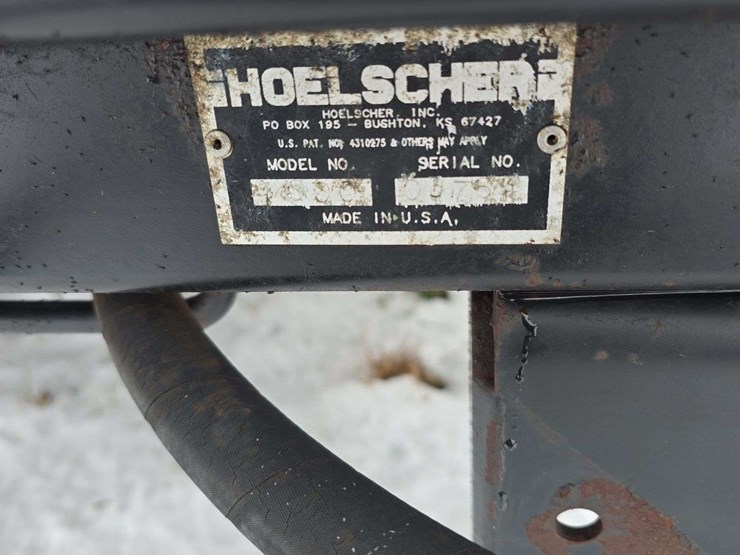 HOELSCHER
HOELSCHER, INC.
PO BOX 195 - BUSHTON, KS 67427
U.S. PAT. NO. 4310275 & OTHERS MAY APPLY
MODEL NO. SERIAL NO.
MADE IN U.S.A.